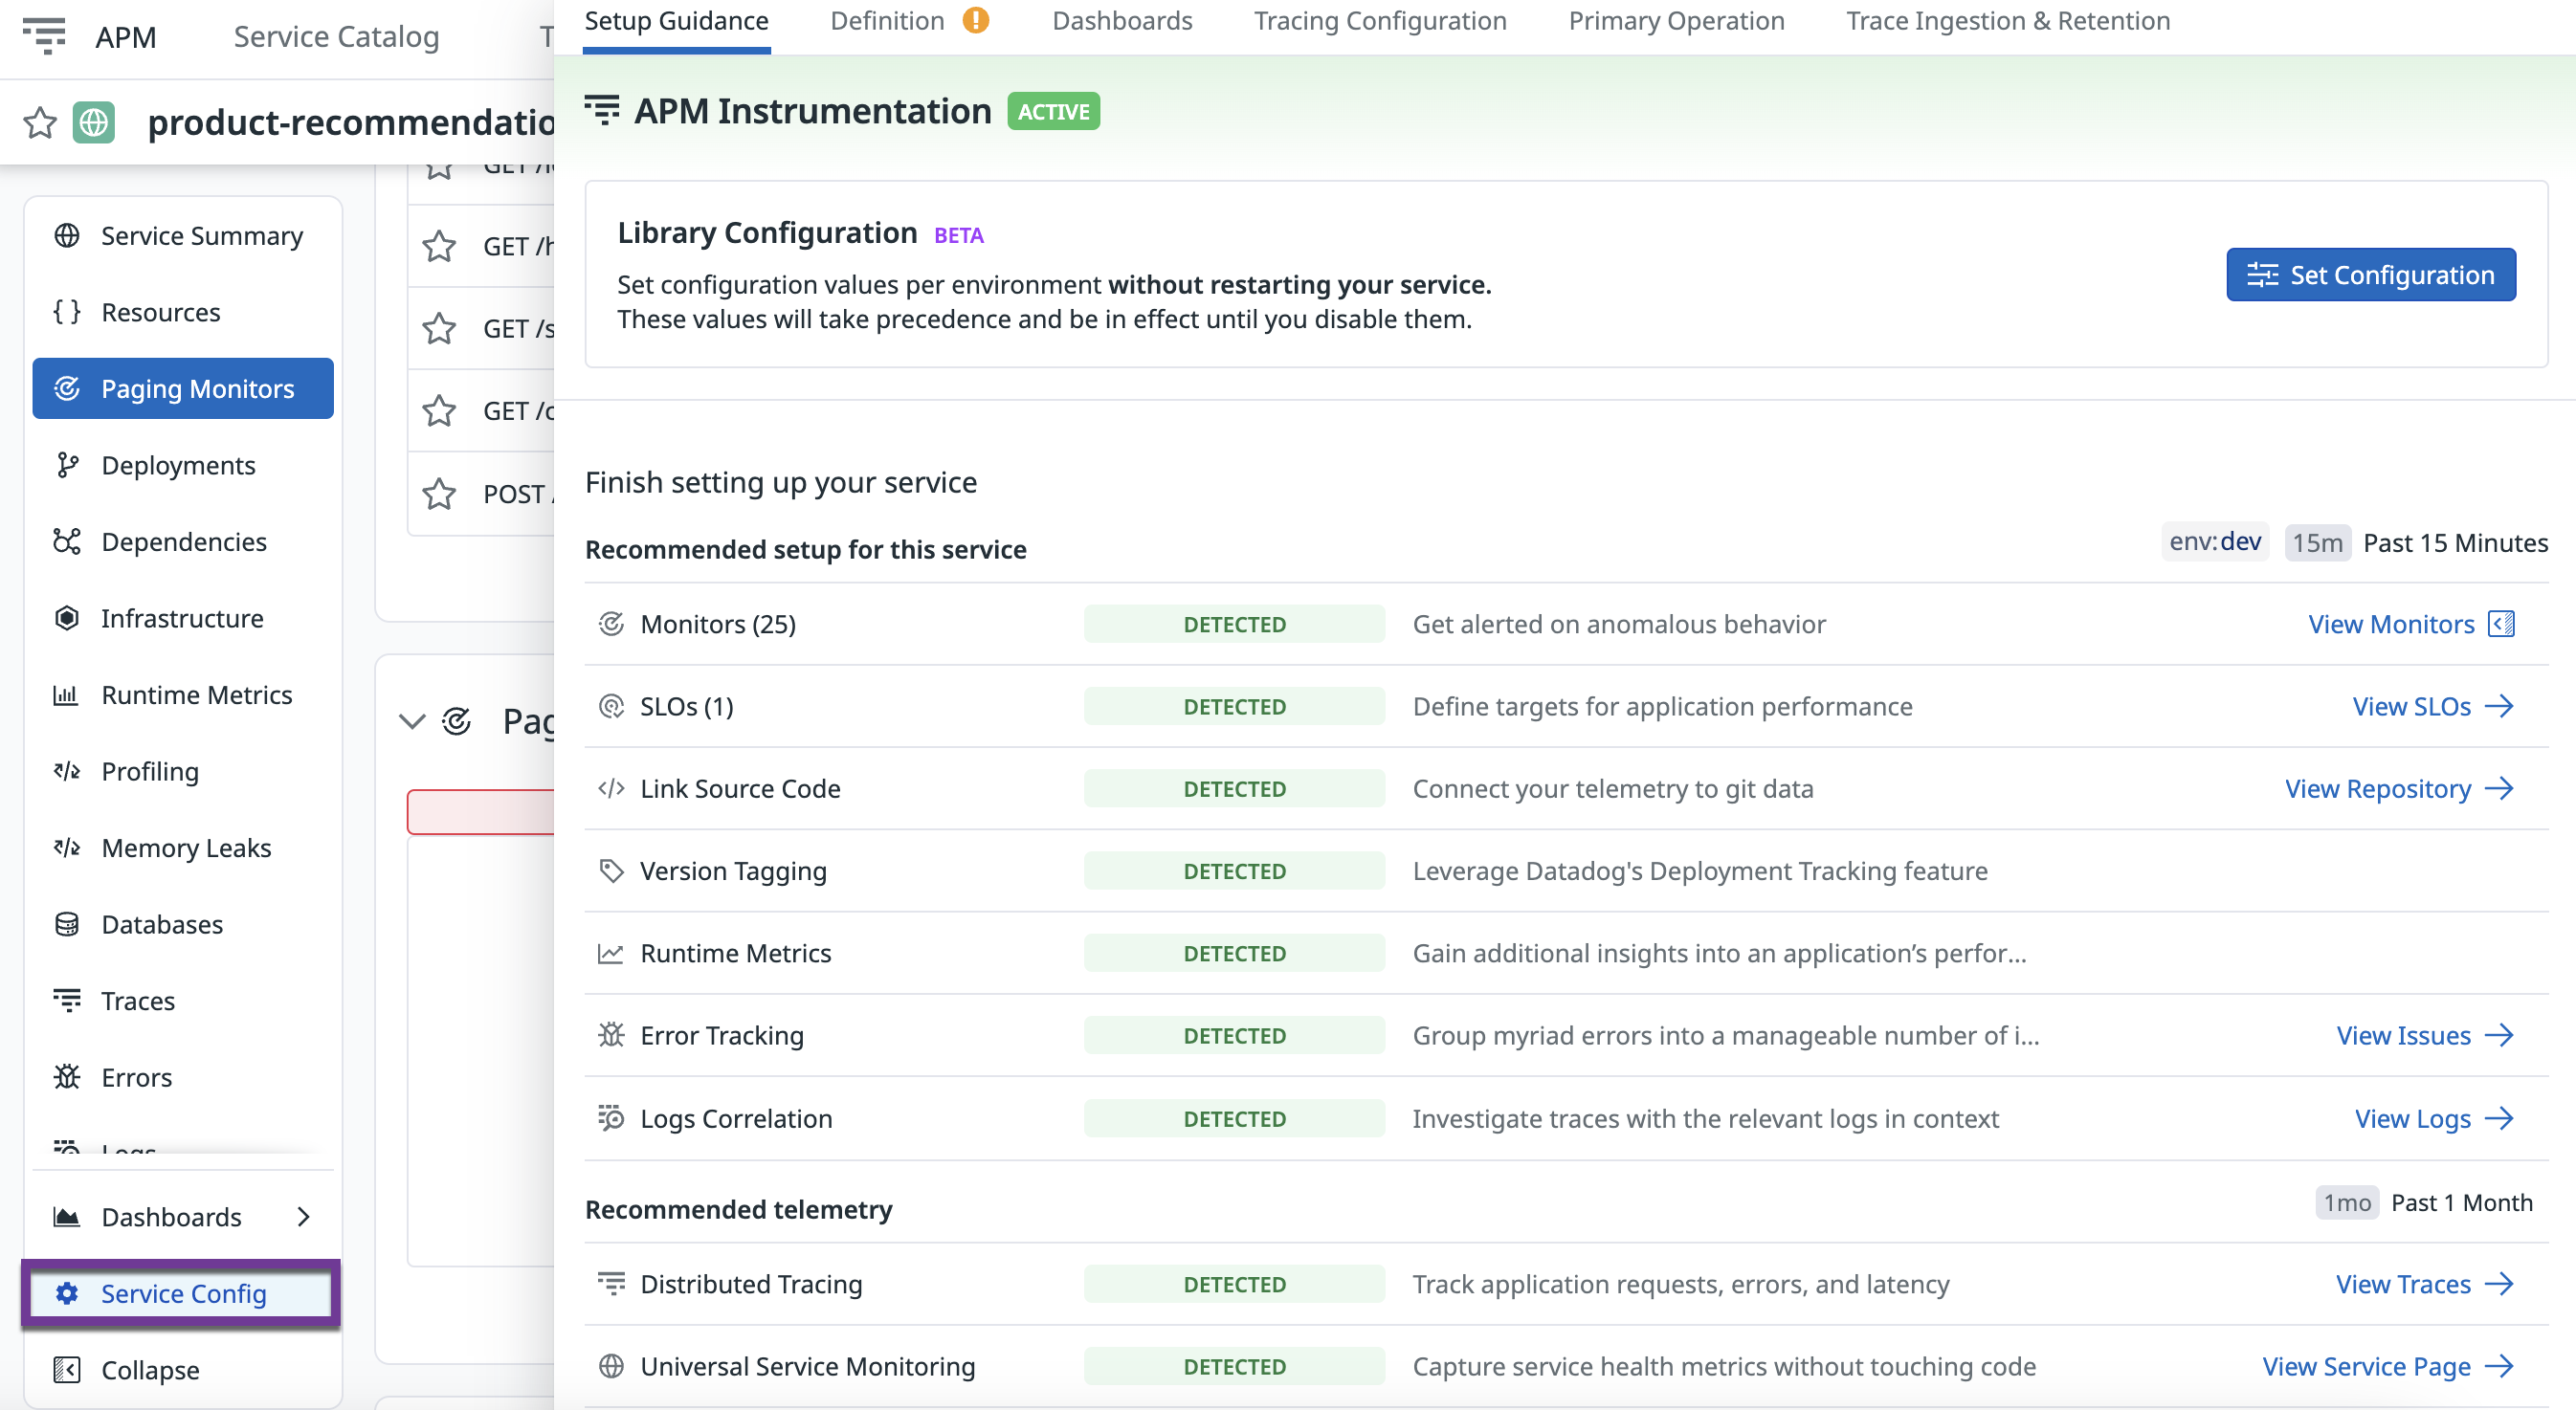 APM
Service Catalog
product-recommendatio
Service Summary
Resources
Paging Monitors
Deployments
Dependencies
Infrastructure
Runtime Metrics
Profiling
Memory Leaks
Databases
Traces
Errors
Logs
Dashboards
Service Config
Collapse
GET /h
GET /s
GET /c
POST /
Pag
Setup Guidance
Definition
Dashboards
Tracing Configuration
Primary Operation
Trace Ingestion & Retention
APM Instrumentation ACTIVE
Library Configuration BETA
Set configuration values per environment without restarting your service.
These values will take precedence and be in effect until you disable them.
Set Configuration
Finish setting up your service
Recommended setup for this service
env:dev 15m Past 15 Minutes
Monitors (25) DETECTED Get alerted on anomalous behavior View Monitors
SLOs (1) DETECTED Define targets for application performance View SLOs
Link Source Code DETECTED Connect your telemetry to git data View Repository
Version Tagging DETECTED Leverage Datadog's Deployment Tracking feature
Runtime Metrics DETECTED Gain additional insights into an application’s perfor...
Error Tracking DETECTED Group myriad errors into a manageable number of i...  View Issues
Logs Correlation DETECTED Investigate traces with the relevant logs in context View Logs
Recommended telemetry
1mo Past 1 Month
Distributed Tracing DETECTED Track application requests, errors, and latency View Traces
Universal Service Monitoring DETECTED Capture service health metrics without touching code View Service Page